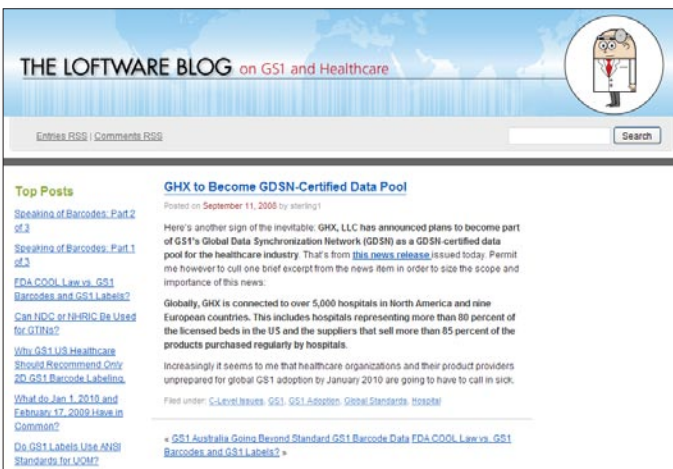 THE LOFTWARE BLOG on GS1 and Healthcare
Entries RSS | Comments RSS
Search
Top Posts
Speaking of Barcodes: Part 2
of 3
Speaking of Barcodes: Part 1
of 3
FDA COOL Law vs. GS1
Barcodes and GS1 Labels?
Can NDC or NHRIC Be Used
for GTINs?
Why GS1 US Healthcare
Should Recommend Only
2D GS1 Barcode Labeling.
What do Jan 1, 2010 and
February 17, 2009 Have in
Common?
Do GS1 Labels Use ANSI
Standards for UOM?
GHX to Become GDSN-Certified Data Pool
Posted on September 11, 2008 by sterling1
Here's another sign of the inevitable: GHX, LLC has announced plans to become part
of GS1's Global Data Synchronization Network (GDSN) as a GDSN-certified data
pool for the healthcare industry. That's from this news release issued today. Permit
me however to cull one brief excerpt from the news item in order to size the scope and
importance of this news:
Globally, GHX is connected to over 5,000 hospitals in North America and nine
European countries. This includes hospitals representing more than 80 percent of
the licensed beds in the US and the suppliers that sell more than 85 percent of the
products purchased regularly by hospitals.
Increasingly it seems to me that healthcare organizations and their product providers
unprepared for global GS1 adoption by January 2010 are going to have to call in sick.
Filed under: C-Level Issues, GS1, GS1 Adoption, Global Standards, Hospital
« GS1 Australia Going Beyond Standard GS1 Barcode Data FDA COOL Law vs. GS1
Barcodes and GS1 Labels? »